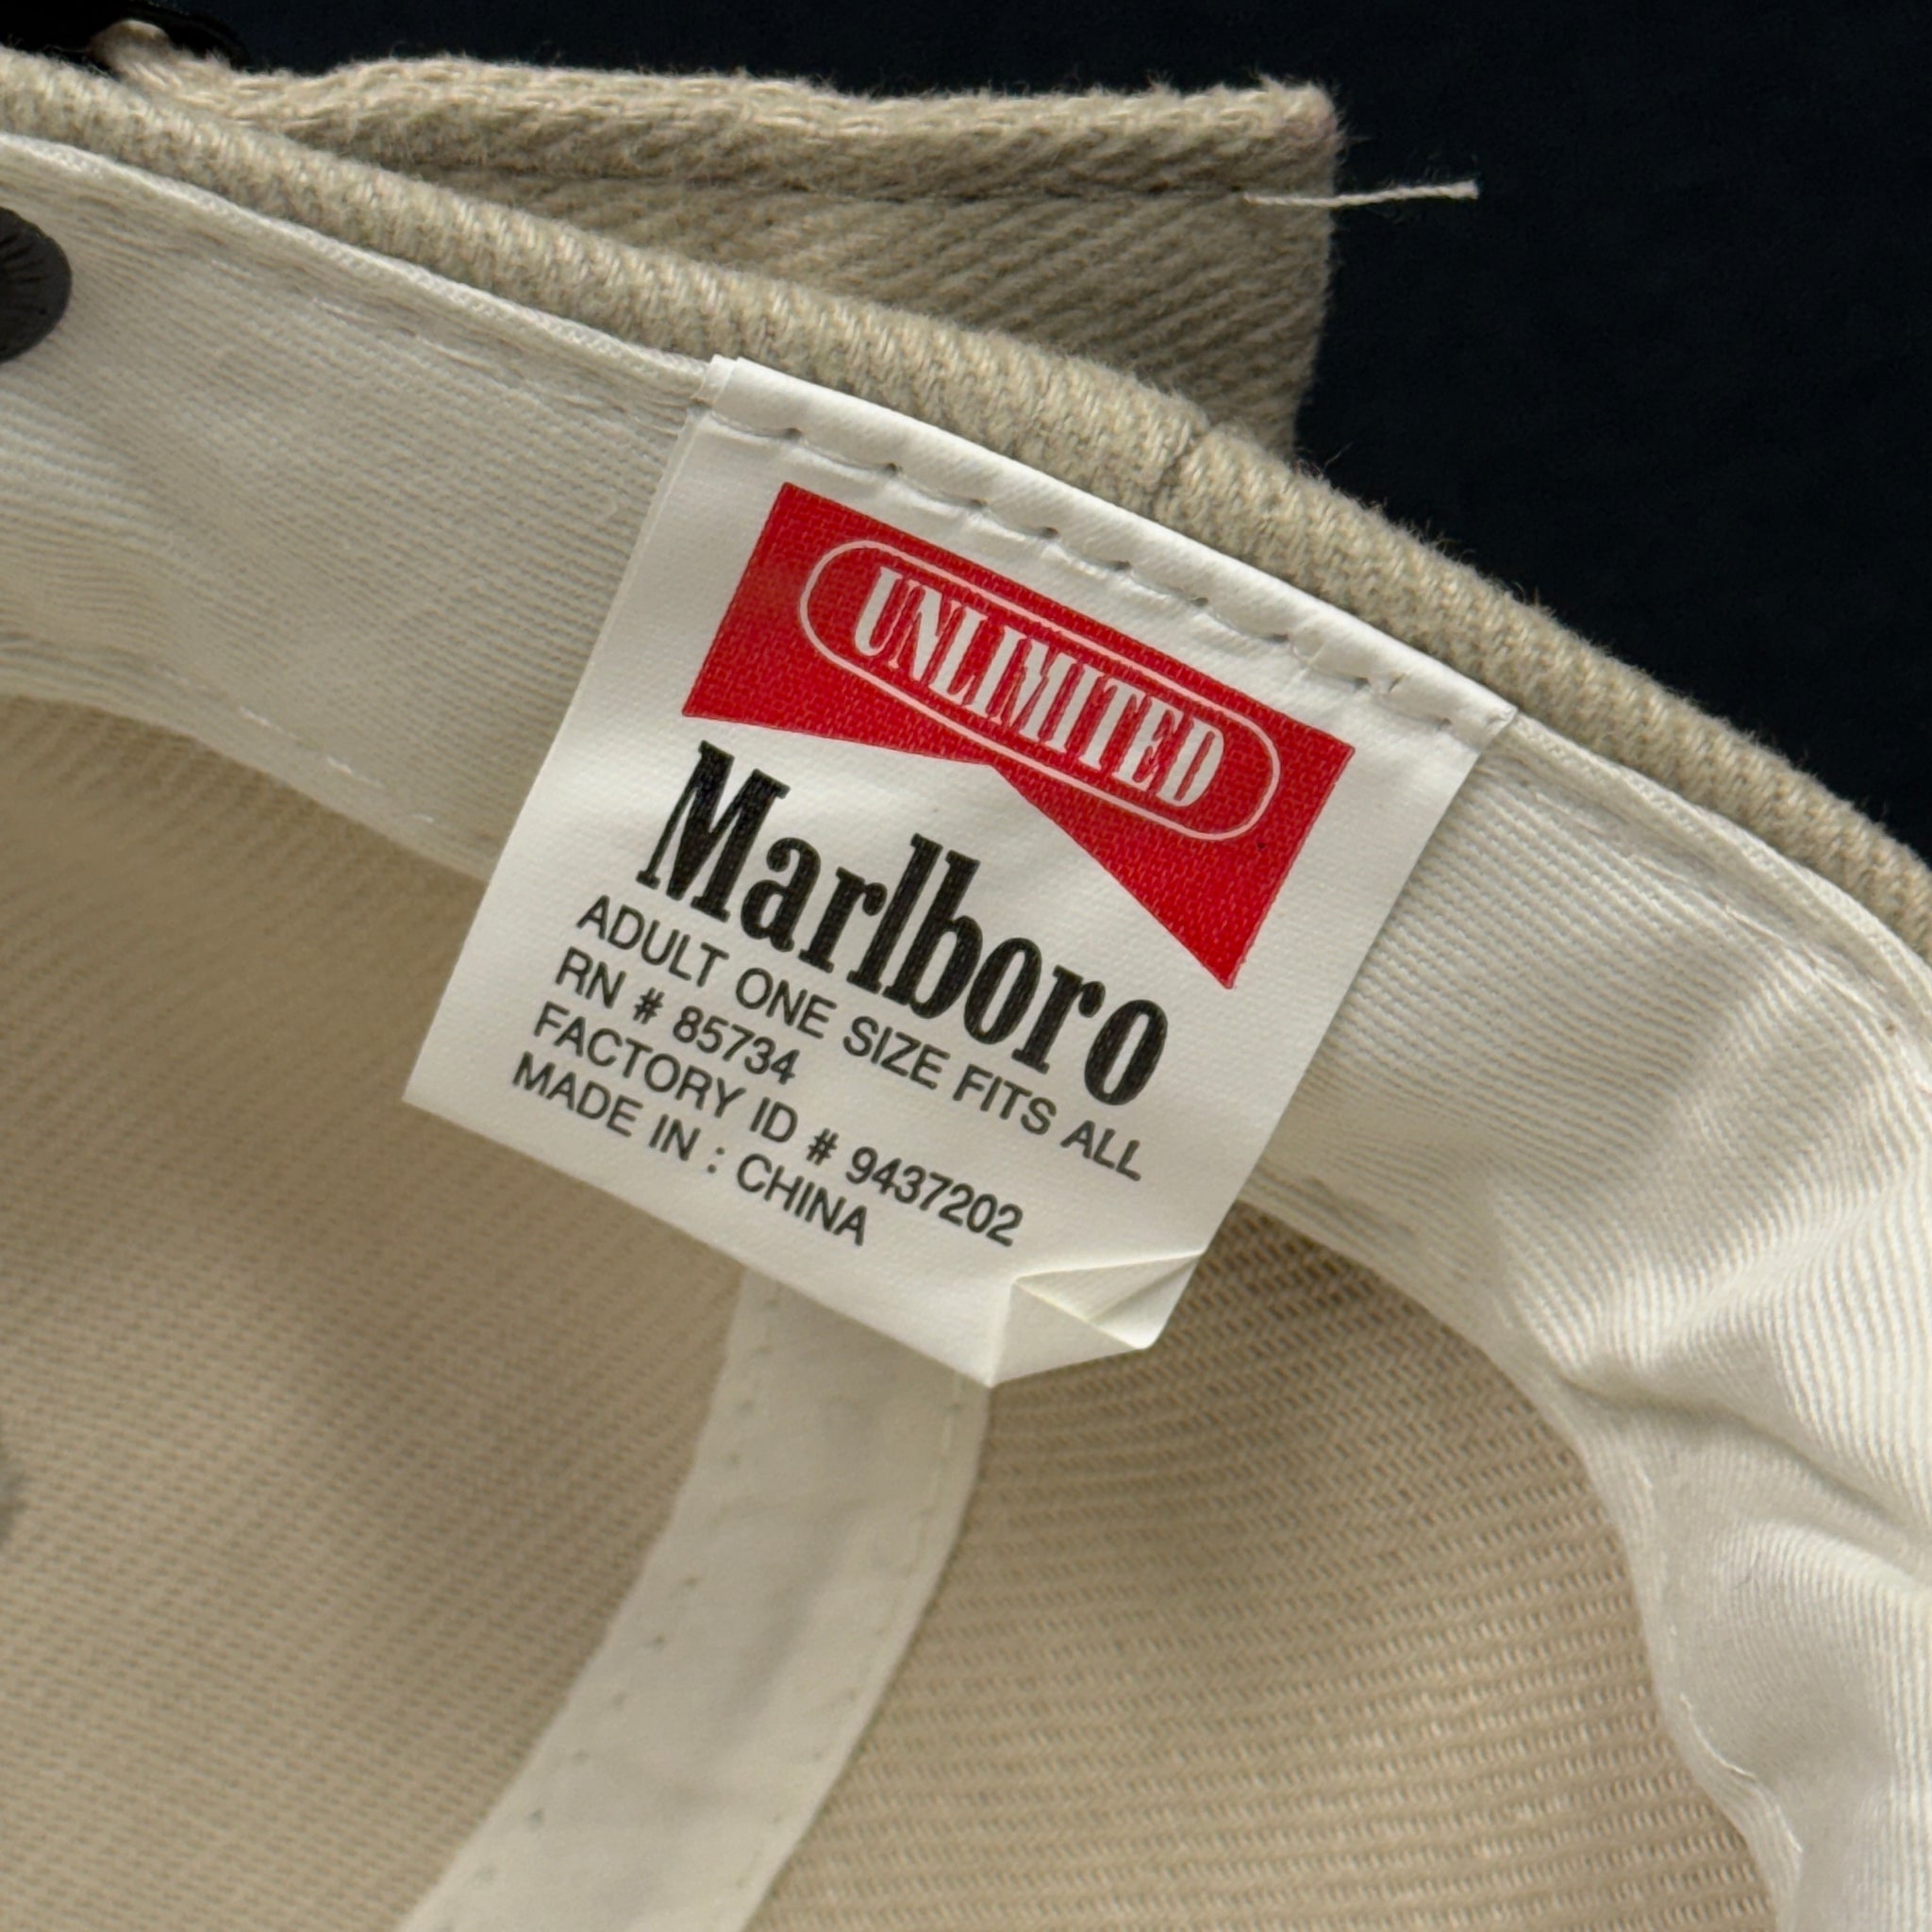 UNLIMITED
Marlboro
ADULT ONE SIZE FITS ALL
RN # 85734
FACTORY ID # 9437202
MADE IN : CHINA